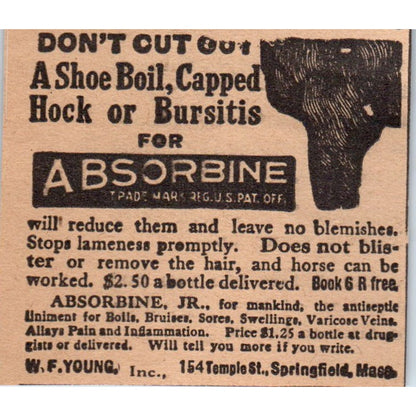 DON'T CUT OUT
A Shoe Boil, Capped
Hock or Bursitis
FOR
ABSORBINE
TRADE MARK REG. U.S. PAT. OFF.
will reduce them and leave no blemishes.
Stops lameness promptly. Does not blis-
ter or remove the hair, and horse can be
worked. $2.50 a bottle delivered. Book 6 R free.
ABSORBINE, JR., for mankind, the antiseptic
liniment for Boils, Bruises, Sores, Swellings, Varicose Veins.
Allays Pain and Inflammation. Price $1.25 a bottle at drug-
gists or delivered. Will tell you more if you write.
W. F. YOUNG, Inc., 154 Temple St., Springfield, Mass.